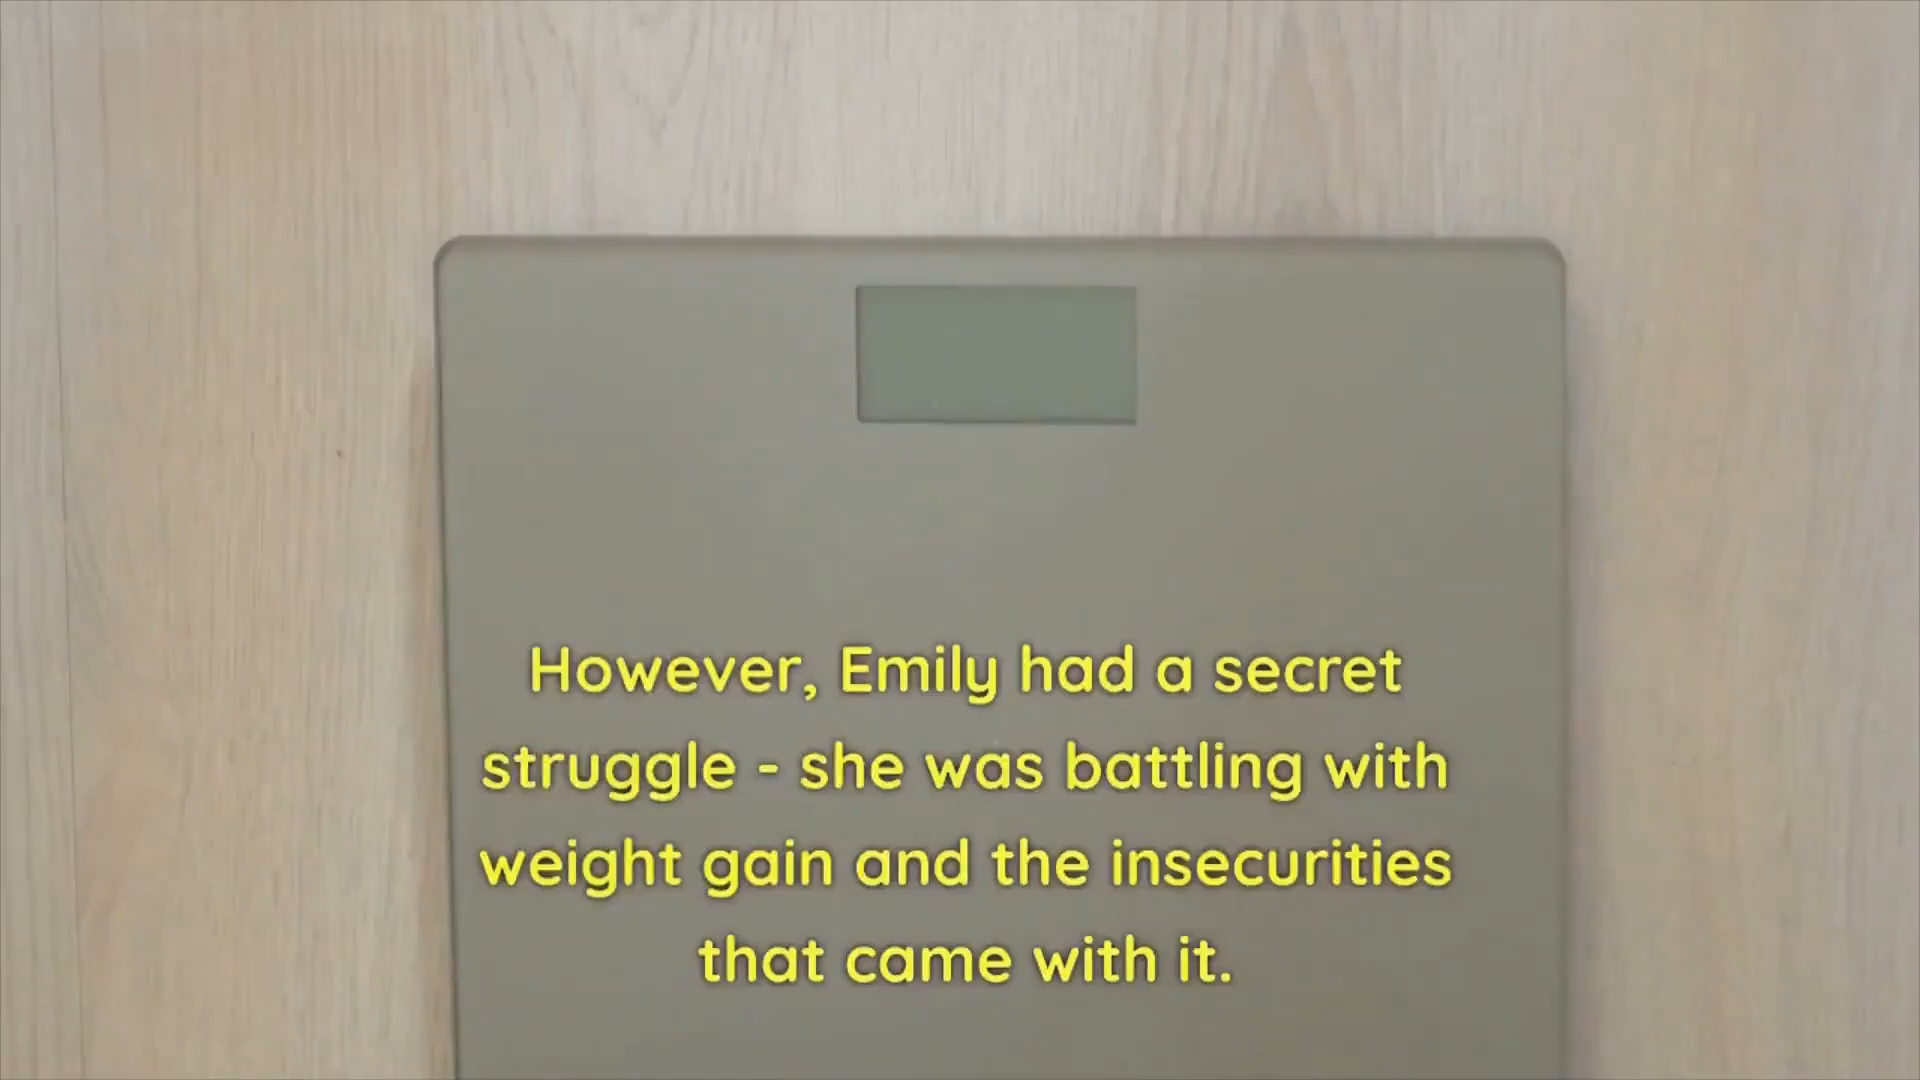 However, Emily had a secret
struggle - she was battling with
weight gain and the insecurities
that came with it.